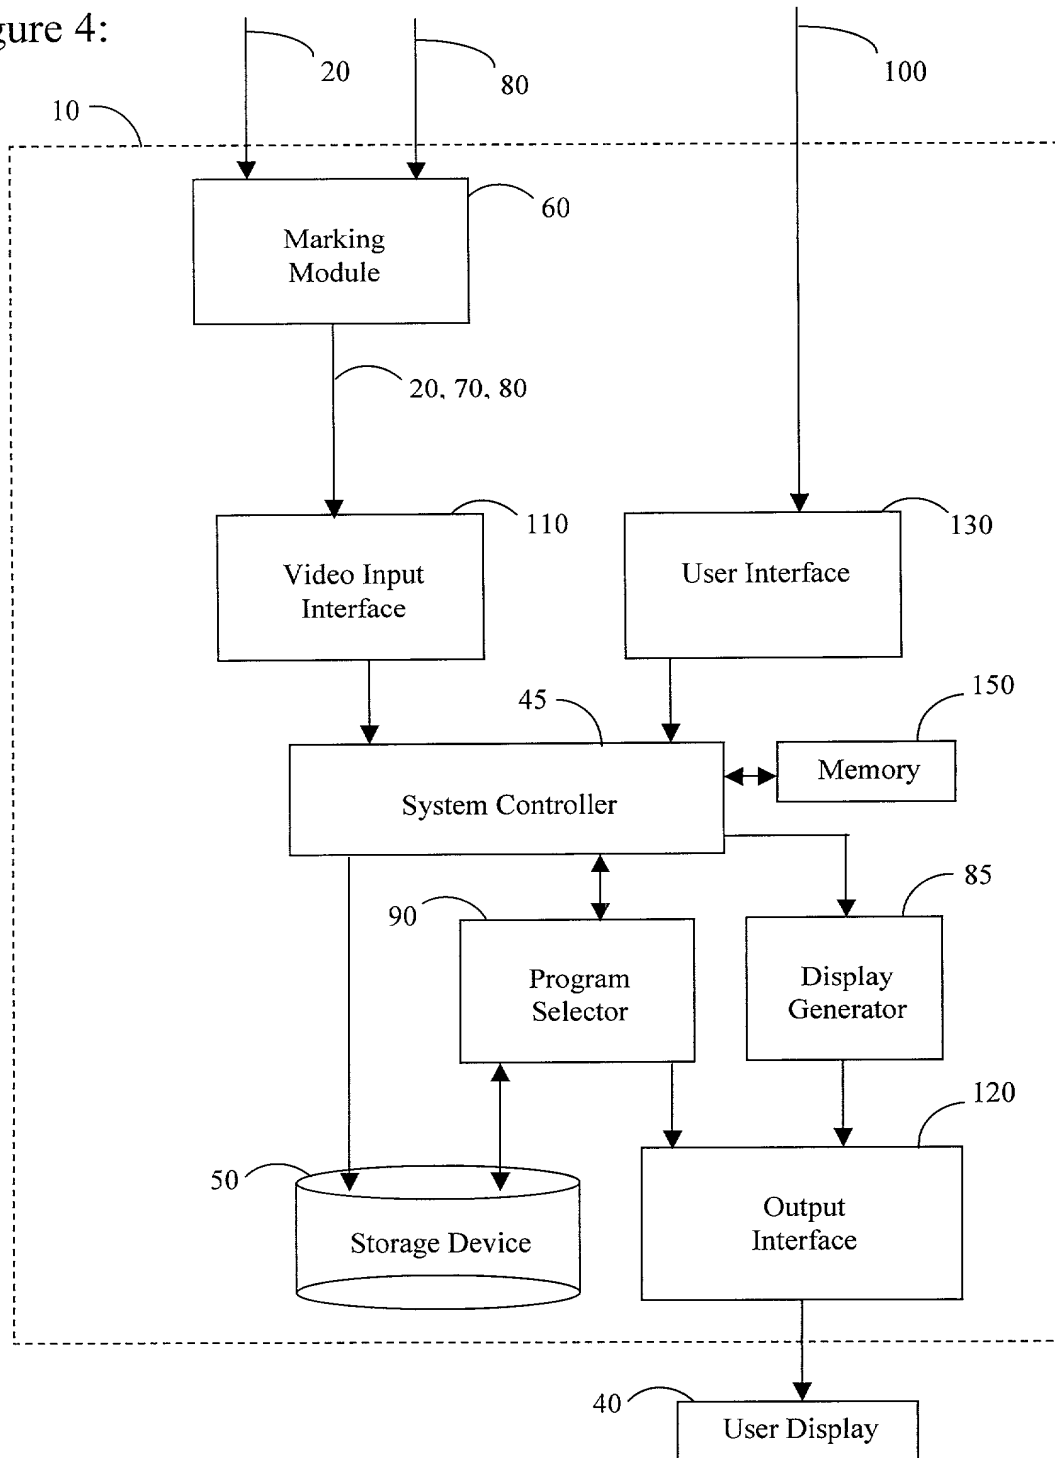 gure 4:
20
80
100
10
60
Marking
Module
20, 70, 80
110
130
Video Input
Interface
User Interface
45
150
Memory
System Controller
90
85
Program
Selector
Display
Generator
120
50
Storage Device
Output
Interface
40
User Display